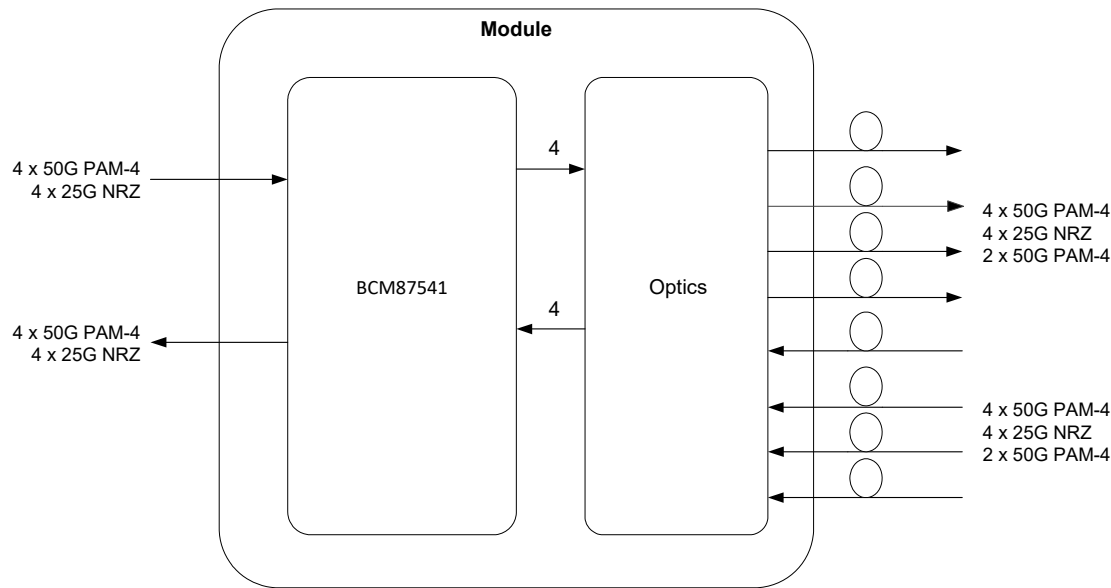 Module
4 x 50G PAM-4
4 x 25G NRZ
4
4 x 50G PAM-4
4 x 25G NRZ
2 x 50G PAM-4
BCM87541
Optics
4 x 50G PAM-4
4 x 25G NRZ
4
4 x 50G PAM-4
4 x 25G NRZ
2 x 50G PAM-4